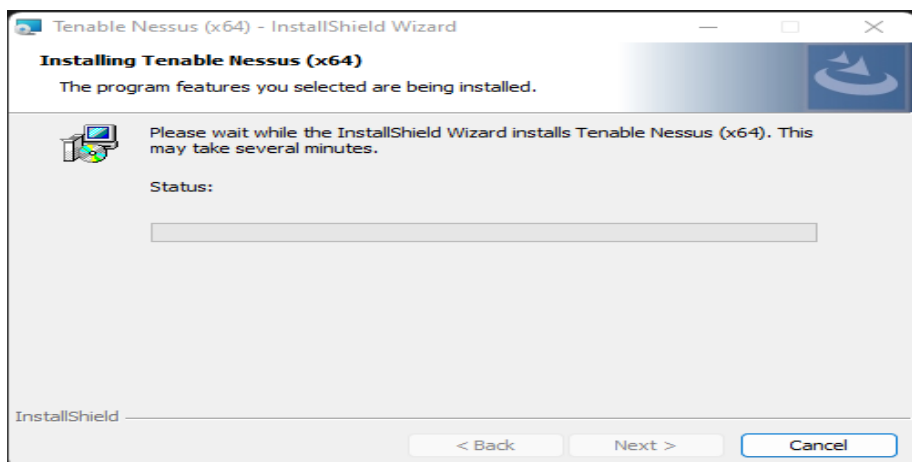 Tenable Nessus (x64) - InstallShield Wizard
Installing Tenable Nessus (x64)
The program features you selected are being installed.
Please wait while the InstallShield Wizard installs Tenable Nessus (x64). This
may take several minutes.
Status:
InstallShield
< Back
Next >
Cancel